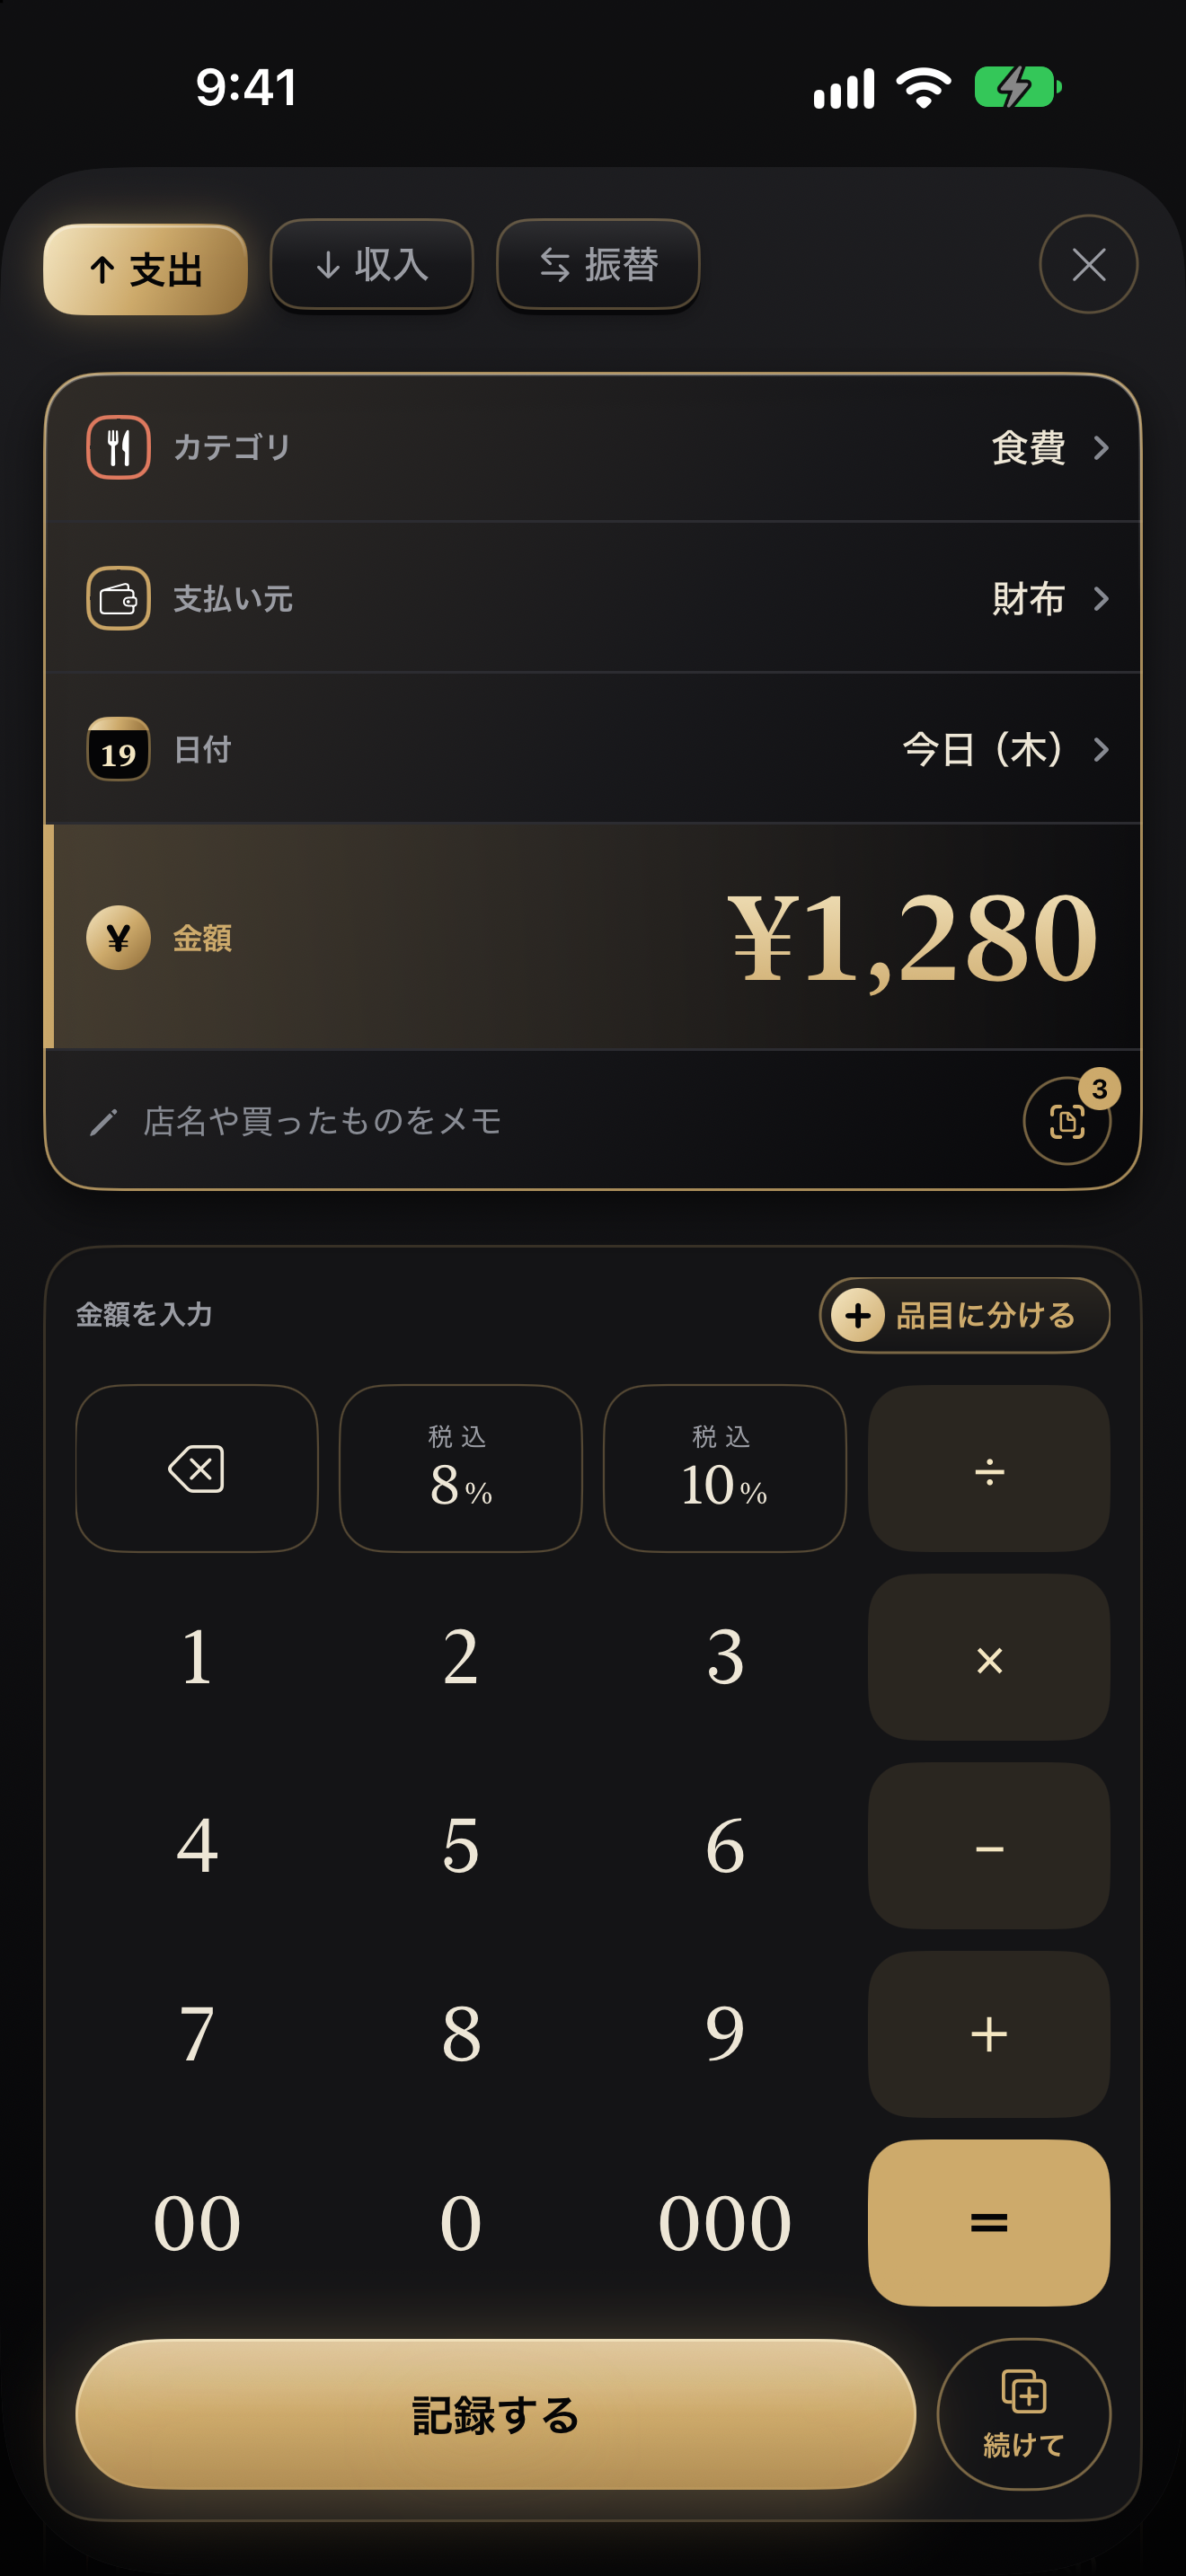 9:41
↑ 支出
↓ 収入
⇆ 振替
カテゴリ 食費
支払い元 財布
19 日付 今日（木）
¥ 金額 ¥1,280
店名や買ったものをメモ 3
金額を入力 + 品目に分ける
税込 8% 税込 10% ÷
1 2 3 ×
4 5 6 −
7 8 9 +
00 0 000 =
記録する 続けて